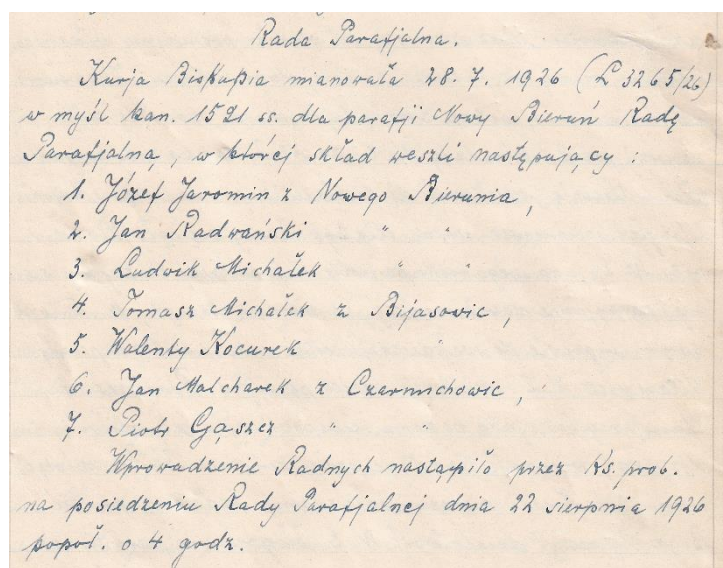 Rada Parafjalna.
Kurja Biskupia mianowała 28. 7. 1926 (L 3265/26)
w myśl kan. 1521 ss. dla parafji Nowy Bieruń Radę
Parafjalną, w której skład weszli następujący :
1. Józef Jaromin z Nowego Bierunia,
2. Jan Radwański " "
3. Ludwik Michałek " "
4. Tomasz Michałek z Bijasowic,
5. Walenty Kocurek "
6. Jan Malcharek z Czarnuchowic,
7. Piotr Gąszcz " "
Wprowadzenie Radnych nastąpiło przez Ks. prob.
na posiedzeniu Rady Parafjalnej dnia 22 sierpnia 1926
popoł. o 4 godz.